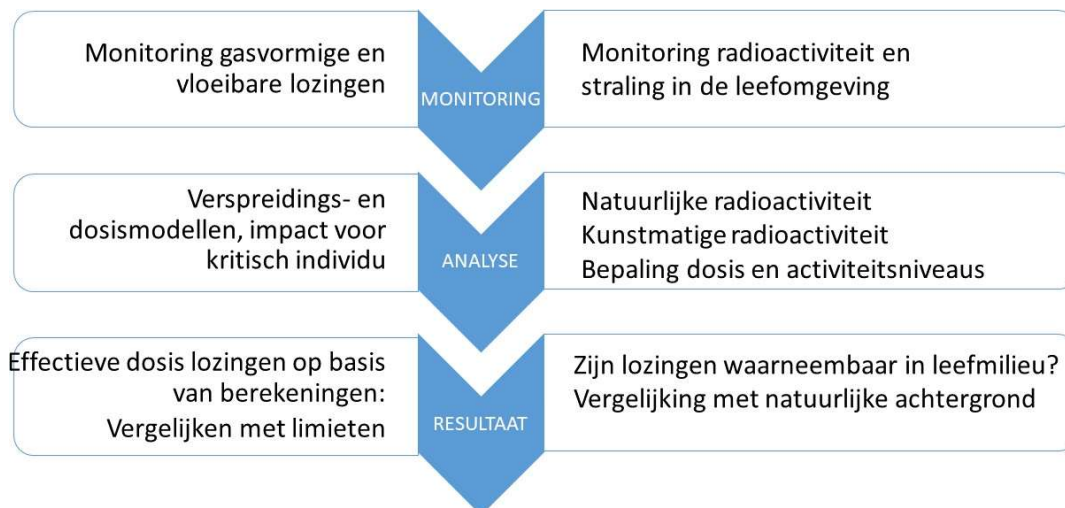 Monitoring gasvormige en
vloeibare lozingen
MONITORING
Monitoring radioactiviteit en
straling in de leefomgeving
Verspreidings- en
dosismodellen, impact voor
kritisch individu
ANALYSE
Natuurlijke radioactiviteit
Kunstmatige radioactiviteit
Bepaling dosis en activiteitsniveaus
Effectieve dosis lozingen op basis
van berekeningen:
Vergelijken met limieten
RESULTAAT
Zijn lozingen waarneembaar in leefmilieu?
Vergelijking met natuurlijke achtergrond